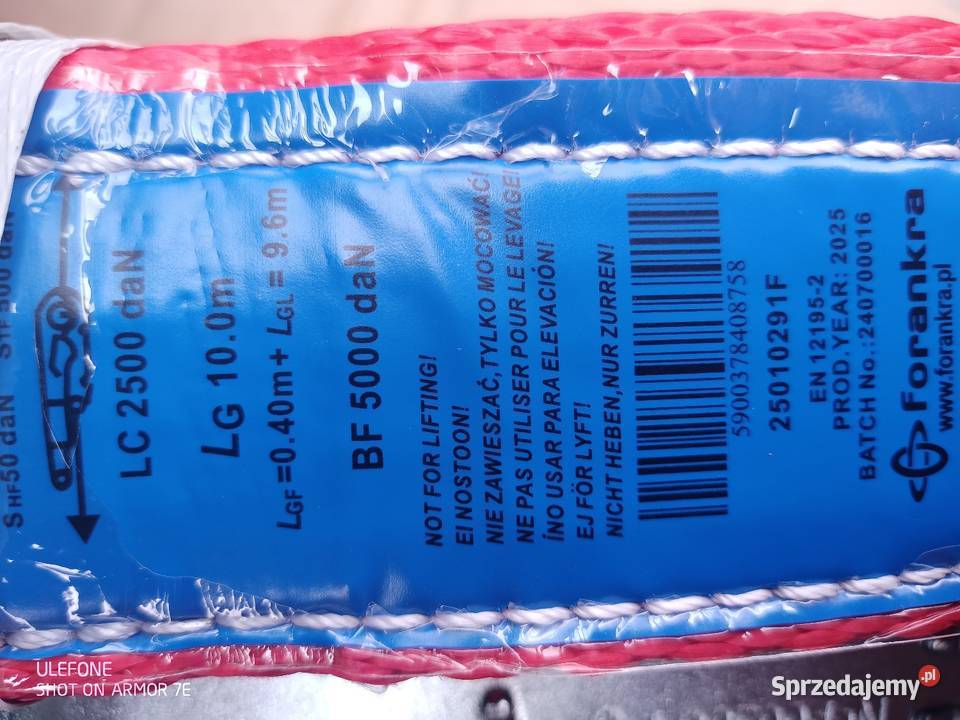 SHF50 daN STF 300 daN
LC 2500 daN
LG 10.0m
LGF=0.40m+ LGL= 9.6m
BF 5000 daN
NOT FOR LIFTING!
EI NOSTOON!
NIE ZAWIESZAĆ,TYLKO MOCOWAĆ!
NE PAS UTILISER POUR LE LEVAGE!
ÍNO USAR PARA ELEVACIÓN!
EJ FÖR LYFT!
NICHT HEBEN,NUR ZURREN!
5900378408758
25010291F
EN 12195-2
PROD.YEAR: 2025
BATCH No.:240700016
Forankra
www.forankra.pl
ULEFONE
SHOT ON ARMOR 7E
Sprzedajemy.pl